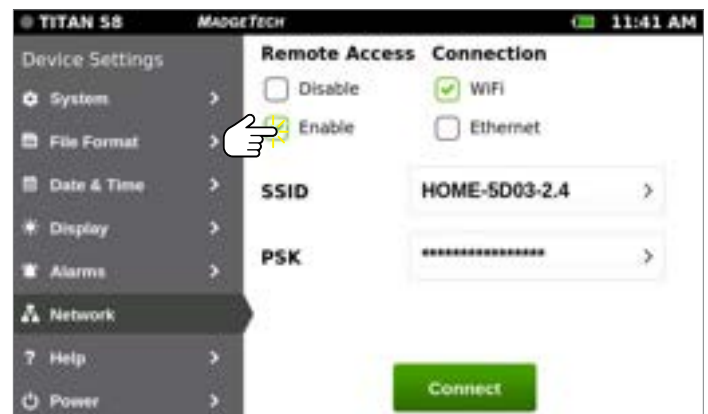 TITAN S8 MADGETECH 11:41 AM
Device Settings
System
File Format
Date & Time
Display
Alarms
Network
? Help
Power
Remote Access Connection
Disable WiFi
Enable Ethernet
SSID HOME-5D03-2.4
PSK ****************
Connect